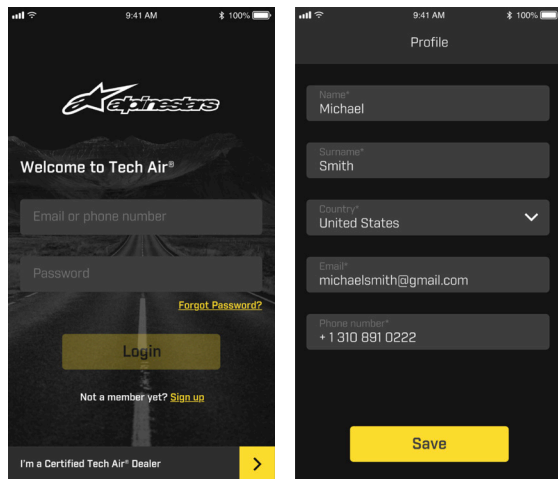 9:41 AM
100%
alpinestars
Welcome to Tech Air®
Email or phone number
Password
Forgot Password?
Login
Not a member yet? Sign up
I'm a Certified Tech Air® Dealer
9:41 AM
100%
Profile
Name*
Michael
Surname*
Smith
Country*
United States
Email*
michaelsmith@gmail.com
Phone number*
+ 1 310 891 0222
Save